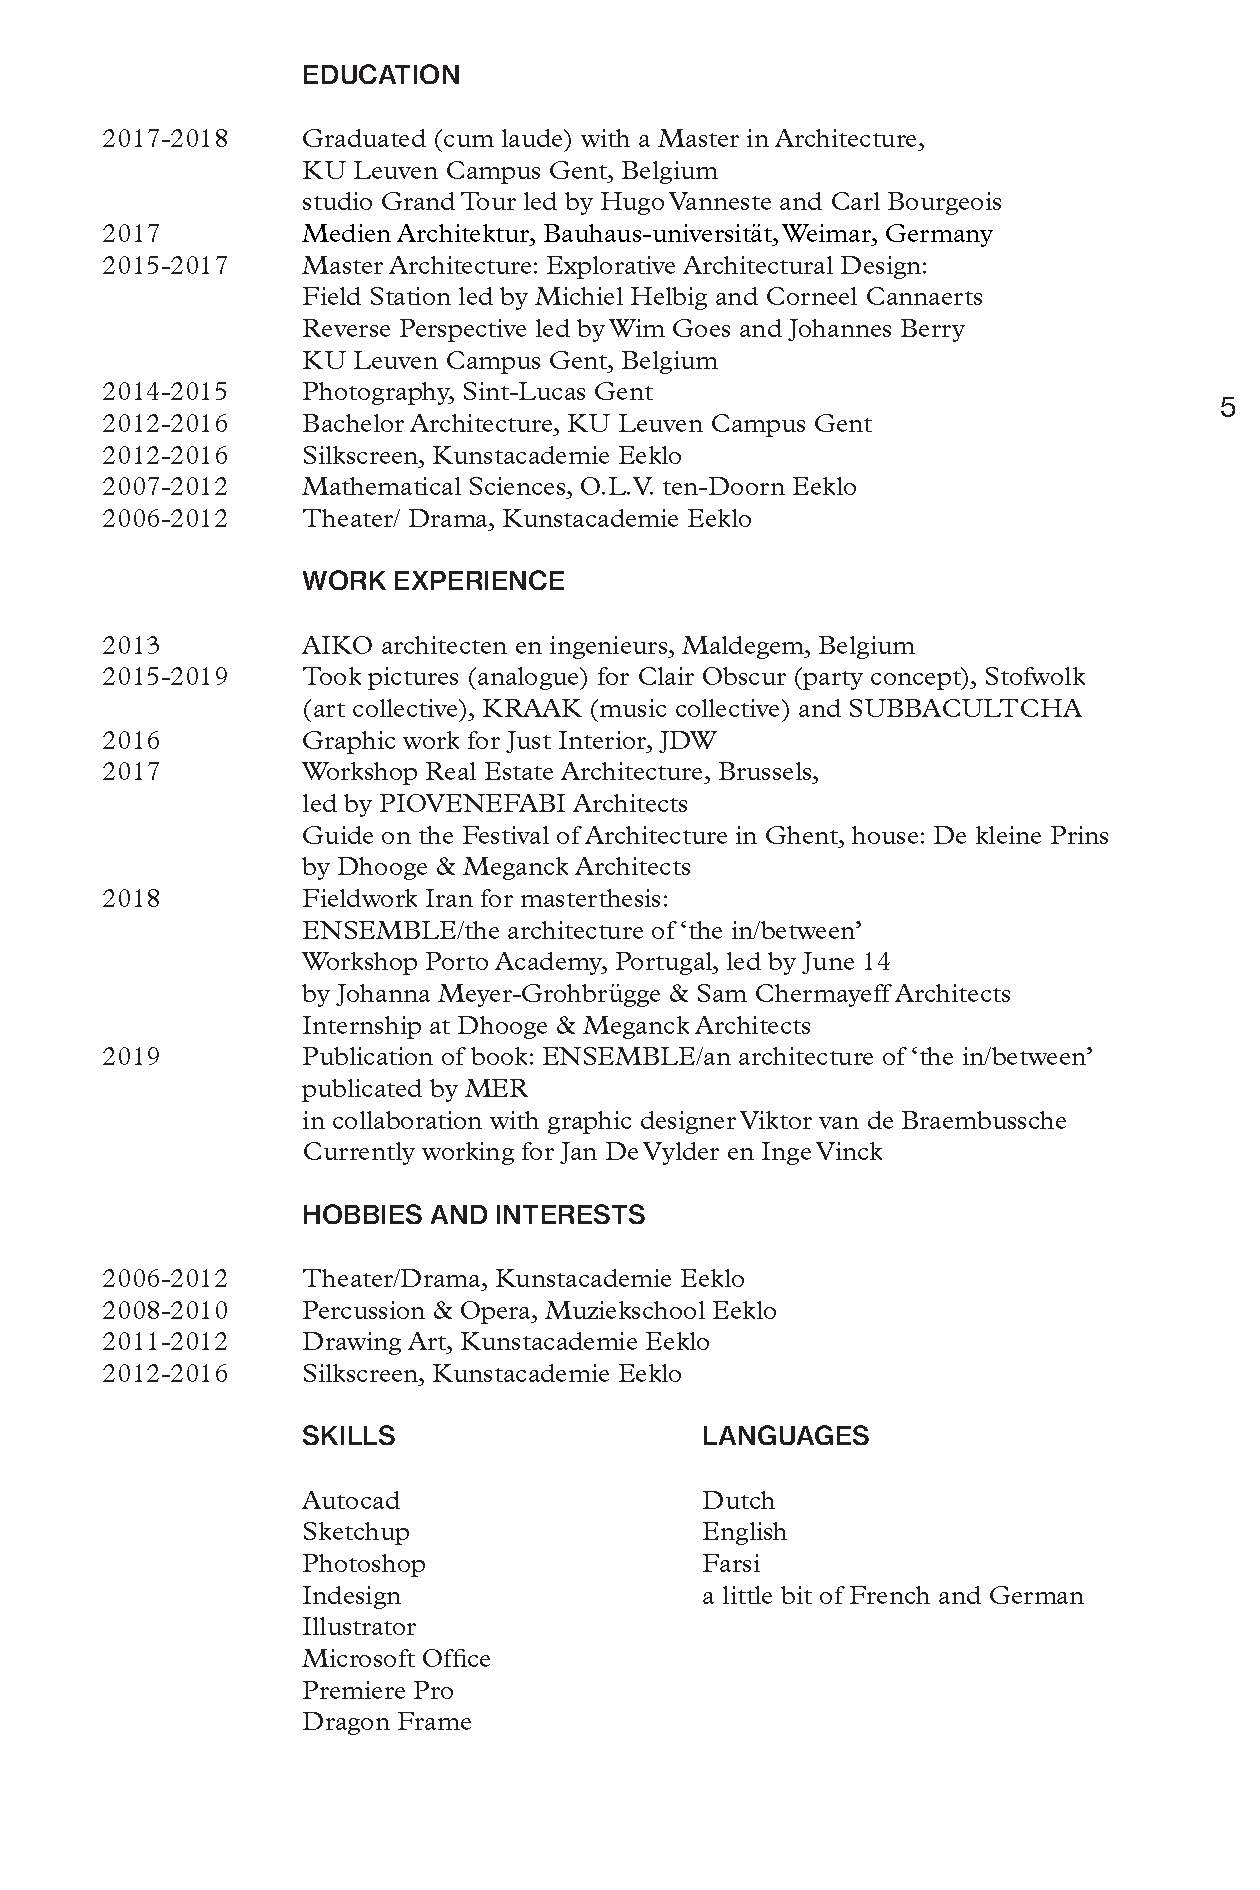 EDUCATION
2017-2018 Graduated (cum laude) with a Master in Architecture,
KU Leuven Campus Gent, Belgium
studio Grand Tour led by Hugo Vanneste and Carl Bourgeois
2017 Medien Architektur, Bauhaus-universität, Weimar, Germany
2015-2017 Master Architecture: Explorative Architectural Design:
Field Station led by Michiel Helbig and Corneel Cannaerts
Reverse Perspective led by Wim Goes and Johannes Berry
KU Leuven Campus Gent, Belgium
2014-2015 Photography, Sint-Lucas Gent
5
2012-2016 Bachelor Architecture, KU Leuven Campus Gent
2012-2016 Silkscreen, Kunstacademie Eeklo
2007-2012 Mathematical Sciences, O.L.V. ten-Doorn Eeklo
2006-2012 Theater/ Drama, Kunstacademie Eeklo
WORK EXPERIENCE
2013 AIKO architecten en ingenieurs, Maldegem, Belgium
2015-2019 Took pictures (analogue) for Clair Obscur (party concept), Stofwolk
(art collective), KRAAK (music collective) and SUBBACULTCHA
2016 Graphic work for Just Interior, JDW
2017 Workshop Real Estate Architecture, Brussels,
led by PIOVENEFABI Architects
Guide on the Festival of Architecture in Ghent, house: De kleine Prins
by Dhooge & Meganck Architects
2018 Fieldwork Iran for masterthesis:
ENSEMBLE/the architecture of ‘the in/between’
Workshop Porto Academy, Portugal, led by June 14
by Johanna Meyer-Grohbrügge & Sam Chermayeff Architects
Internship at Dhooge & Meganck Architects
2019 Publication of book: ENSEMBLE/an architecture of ‘the in/between’
publicated by MER
in collaboration with graphic designer Viktor van de Braembussche
Currently working for Jan De Vylder en Inge Vinck
HOBBIES AND INTERESTS
2006-2012 Theater/Drama, Kunstacademie Eeklo
2008-2010 Percussion & Opera, Muziekschool Eeklo
2011-2012 Drawing Art, Kunstacademie Eeklo
2012-2016 Silkscreen, Kunstacademie Eeklo
SKILLS
Autocad
Sketchup
Photoshop
Indesign
Illustrator
Microsoft Office
Premiere Pro
Dragon Frame
LANGUAGES
Dutch
English
Farsi
a little bit of French and German